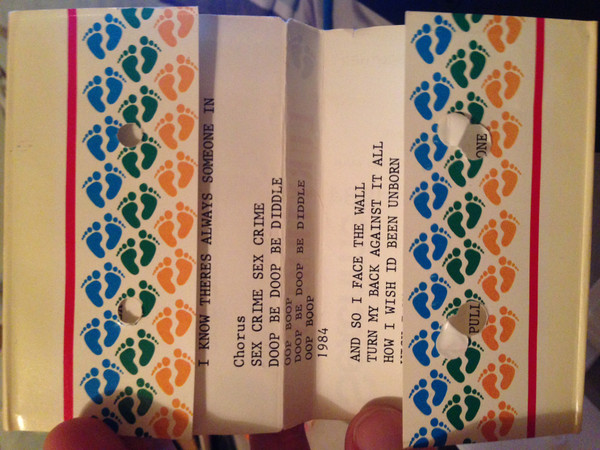 I KNOW THERES ALWAYS SOMEONE IN
Chorus
SEX CRIME SEX CRIME
DOOP BE DOOP BE DIDDLE
OOP BOOP
DOOP BE DOOP BE DIDDLE
OOP BOOP
1984
AND SO I FACE THE WALL
TURN MY BACK AGAINST IT ALL
HOW I WISH ID BEEN UNBORN
ONE
PULL